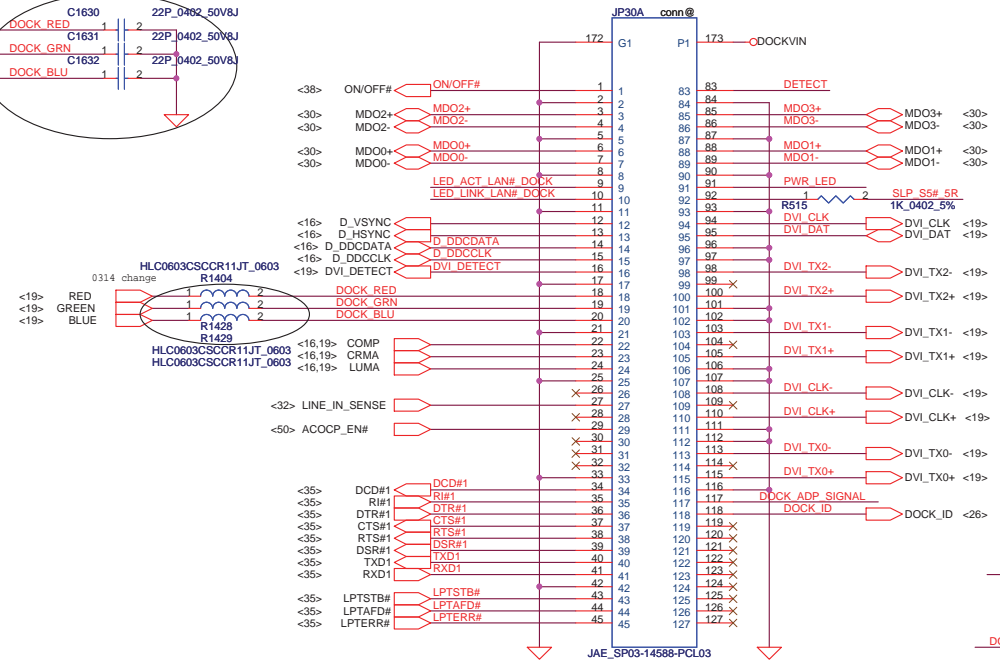 C1630 22P_0402_50V8J
DOCK_RED 1 2
C1631 22P_0402_50V8J
DOCK_GRN 1 2
C1632 22P_0402_50V8J
DOCK_BLU 1 2
JP30A conn@
172 G1 P1 173 DOCKVIN
<38> ON/OFF# ON/OFF# 1 1 83 83 DETECT
2 2 84 84
<30> MDO2+ MDO2+ 3 3 85 85 MDO3+ MDO3+ <30>
<30> MDO2- MDO2- 4 4 86 86 MDO3- MDO3- <30>
5 5 87 87
<30> MDO0+ MDO0+ 6 6 88 88 MDO1+ MDO1+ <30>
<30> MDO0- MDO0- 7 7 89 89 MDO1- MDO1- <30>
8 8 90 90
LED_ACT_LAN#_DOCK 9 9 91 91 PWR_LED
LED_LINK_LAN#_DOCK 10 10 92 92 1 2 SLP_S5#_5R
R515 1K_0402_5%
11 11 93 93
<16> D_VSYNC 12 12 94 94 DVI_CLK DVI_CLK <19>
<16> D_HSYNC 13 13 95 95 DVI_DAT DVI_DAT <19>
<16> D_DDCDATA D_DDCDATA 14 14 96 96
<16> D_DDCCLK D_DDCCLK 15 15 97 97
<19> DVI_DETECT DVI_DETECT 16 16 98 98 DVI_TX2- DVI_TX2- <19>
17 17 99 99
HLC0603CSCCR11JT_0603
0314 change R1404
<19> RED 1 2 DOCK_RED 18 18 100 100 DVI_TX2+ DVI_TX2+ <19>
<19> GREEN 1 2 DOCK_GRN 19 19 101 101
<19> BLUE 1 2 DOCK_BLU 20 20 102 102
R1428
R1429
HLC0603CSCCR11JT_0603
HLC0603CSCCR11JT_0603
21 21 103 103 DVI_TX1- DVI_TX1- <19>
<16,19> COMP 22 22 104 104
<16,19> CRMA 23 23 105 105 DVI_TX1+ DVI_TX1+ <19>
<16,19> LUMA 24 24 106 106
25 25 107 107
26 26 108 108 DVI_CLK- DVI_CLK- <19>
<32> LINE_IN_SENSE 27 27 109 109
28 28 110 110 DVI_CLK+ DVI_CLK+ <19>
<50> ACOCP_EN# 29 29 111 111
30 30 112 112
31 31 113 113 DVI_TX0- DVI_TX0- <19>
32 32 114 114
33 33 115 115 DVI_TX0+ DVI_TX0+ <19>
<35> DCD#1 DCD#1 34 34 116 116
<35> RI#1 RI#1 35 35 117 117 DOCK_ADP_SIGNAL
<35> DTR#1 DTR#1 36 36 118 118 DOCK_ID DOCK_ID <26>
<35> CTS#1 CTS#1 37 37 119 119
<35> RTS#1 RTS#1 38 38 120 120
<35> DSR#1 DSR#1 39 39 121 121
<35> TXD1 TXD1 40 40 122 122
<35> RXD1 RXD1 41 41 123 123
42 42 124 124
<35> LPTSTB# LPTSTB# 43 43 125 125
<35> LPTAFD# LPTAFD# 44 44 126 126
<35> LPTERR# LPTERR# 45 45 127 127
JAE_SP03-14588-PCL03